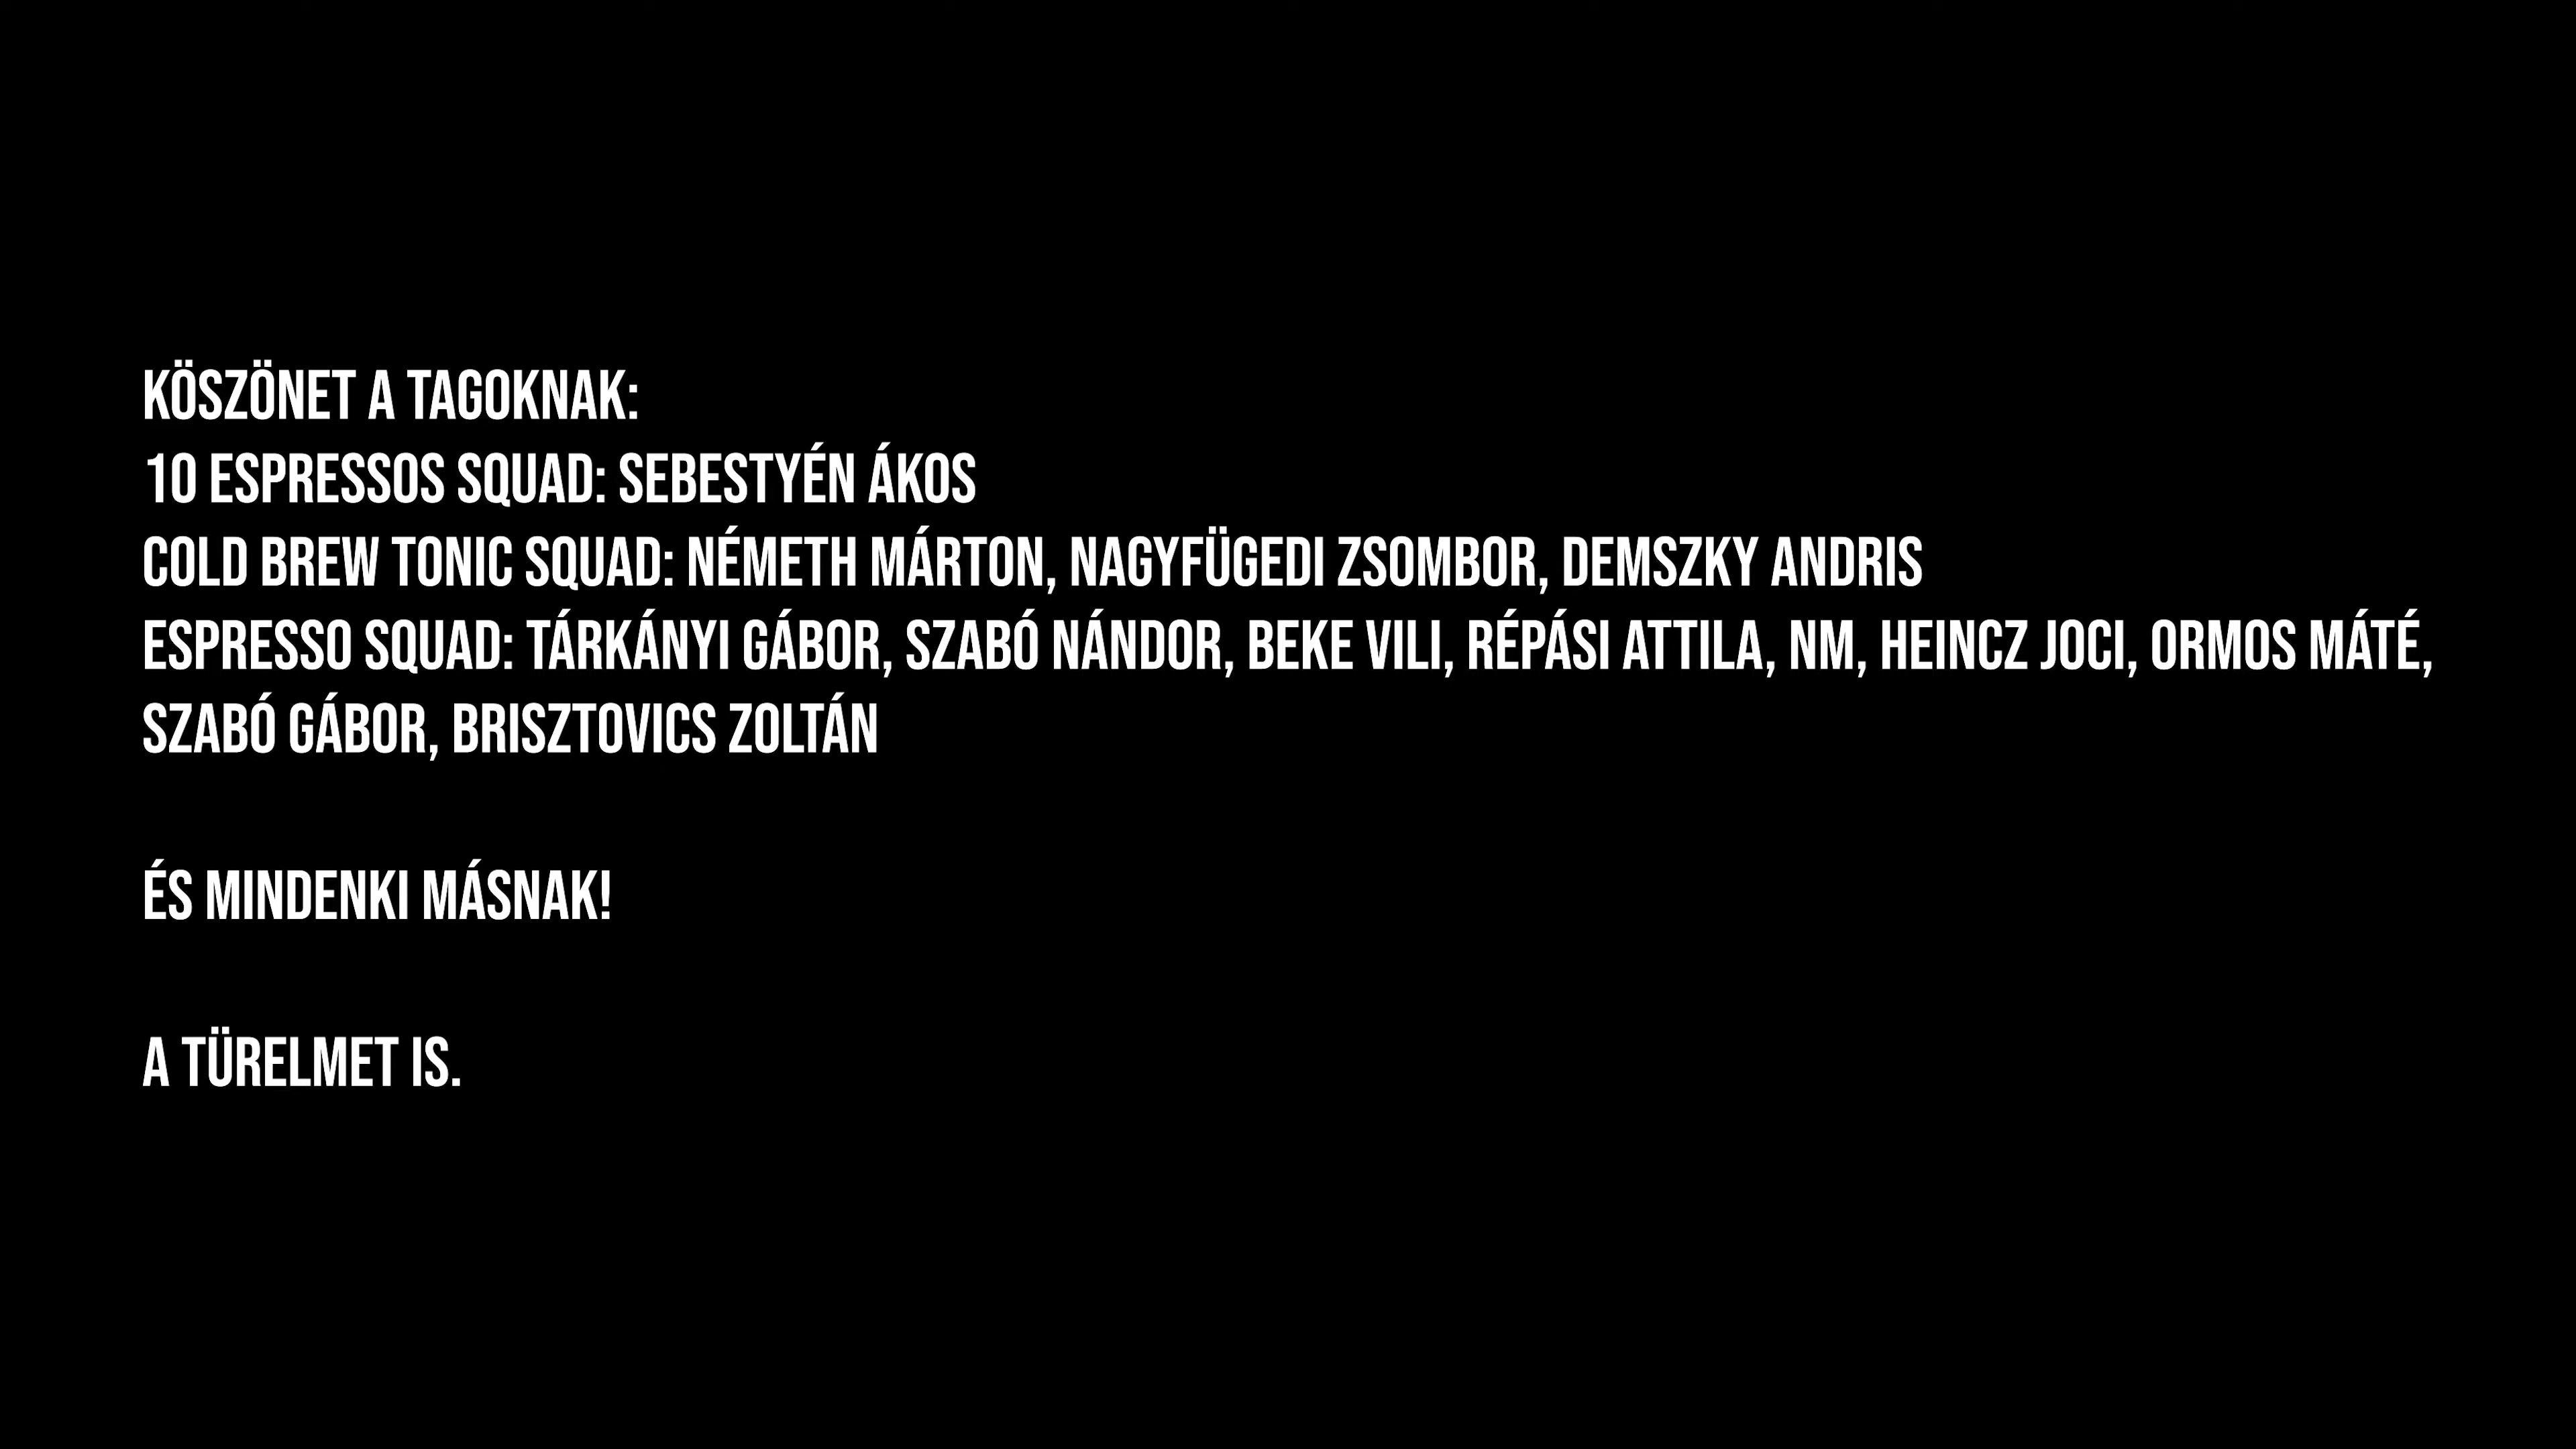 KÖSZÖNET A TAGOKNAK:
10 ESPRESSOS SQUAD: SEBESTYÉN ÁKOS
COLD BREW TONIC SQUAD: NÉMETH MÁRTON, NAGYFÜGEDI ZSOMBOR, DEMSZKY ANDRIS
ESPRESSO SQUAD: TÁRKÁNYI GÁBOR, SZABÓ NÁNDOR, BEKE VILI, RÉPÁSI ATTILA, NM, HEINCZ JOCI, ORMOS MÁTÉ,
SZABÓ GÁBOR, BRISZTOVICS ZOLTÁN
ÉS MINDENKI MÁSNAK!
A TÜRELMET IS.